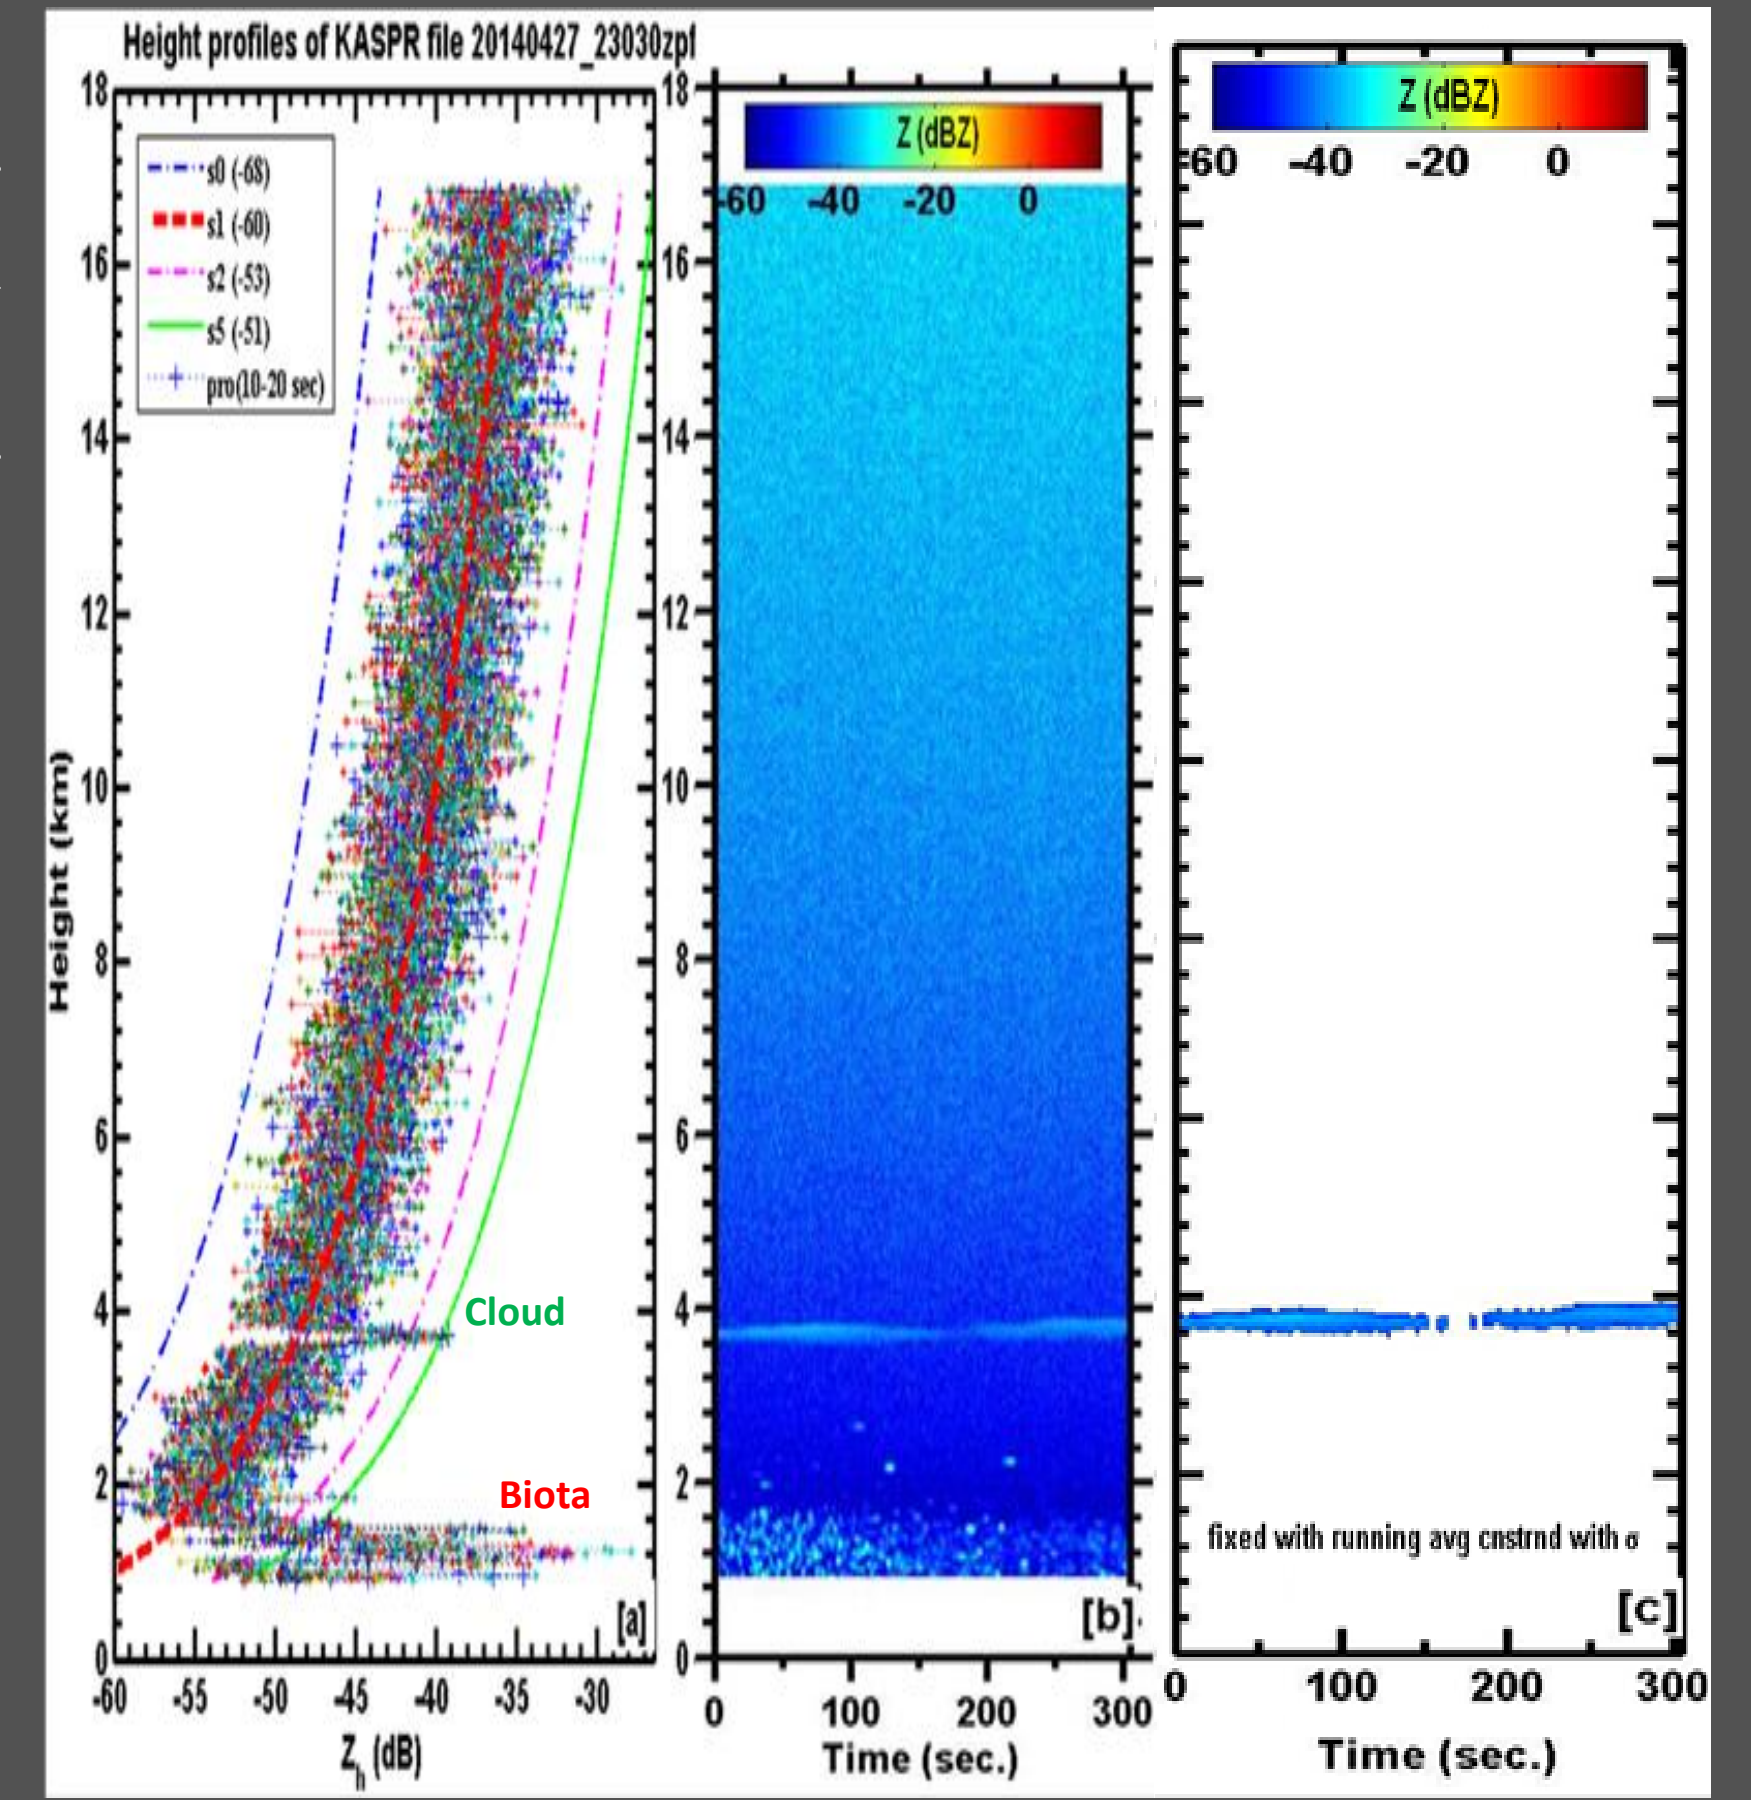 Height profiles of KASPR file 20140427_23030zpf
Height (km)
18
16
14
12
10
8
6
4
2
0
s0 (-68)
s1 (-60)
s2 (-53)
s5 (-51)
pro(10-20 sec)
Cloud
Biota
[a]
-60 -55 -50 -45 -40 -35 -30
Zh (dB)
18
16
14
12
10
8
6
4
2
0
Z (dBZ)
-60 -40 -20 0
[b]
0 100 200 300
Time (sec.)
Z (dBZ)
-60 -40 -20 0
fixed with running avg cnstrnd with σ
[c]
0 100 200 300
Time (sec.)